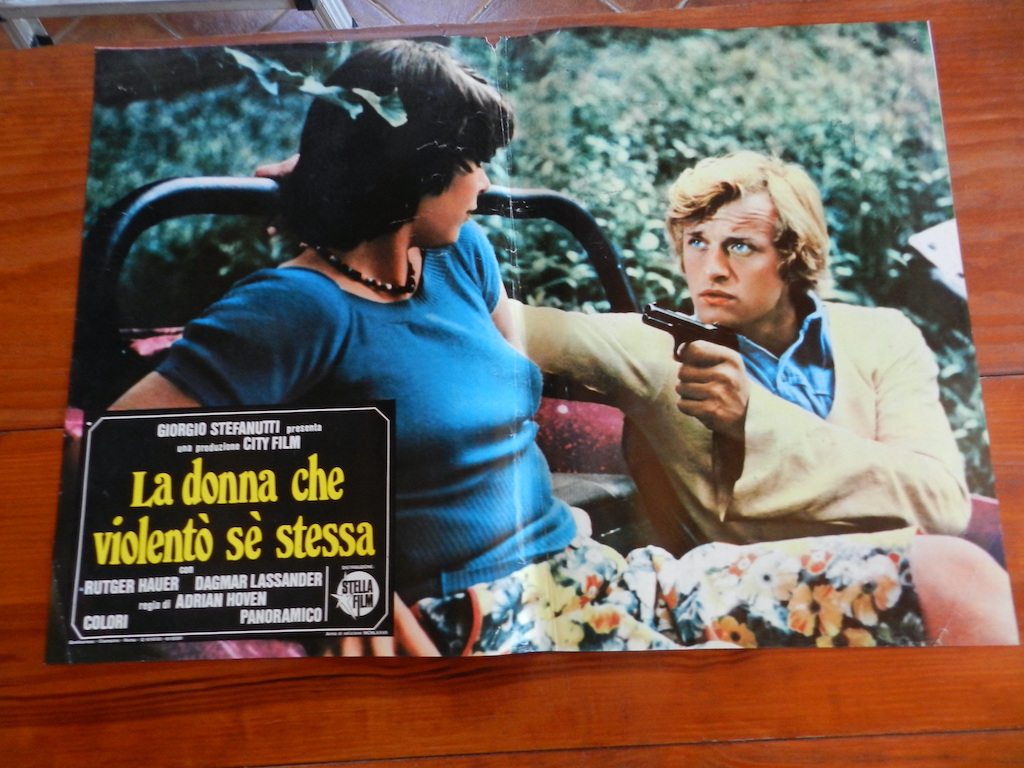 GIORGIO STEFANUTTI presenta
una produzione CITY FILM
La donna che
violentò sè stessa
con
RUTGER HAUER DAGMAR LASSANDER
regia di ADRIAN HOVEN
COLORI PANORAMICO
DISTRIBUZIONE
STELLA
FILM